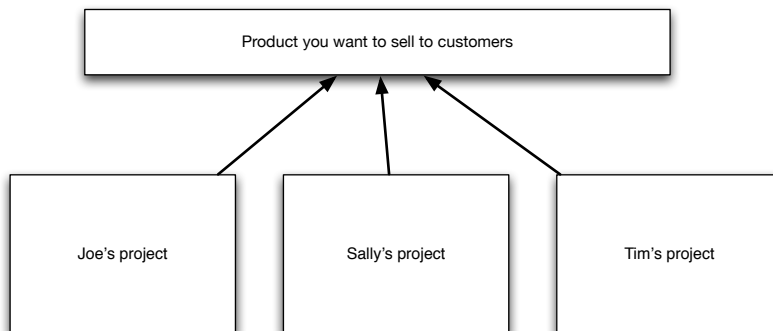 Product you want to sell to customers
Joe's project
Sally's project
Tim's project